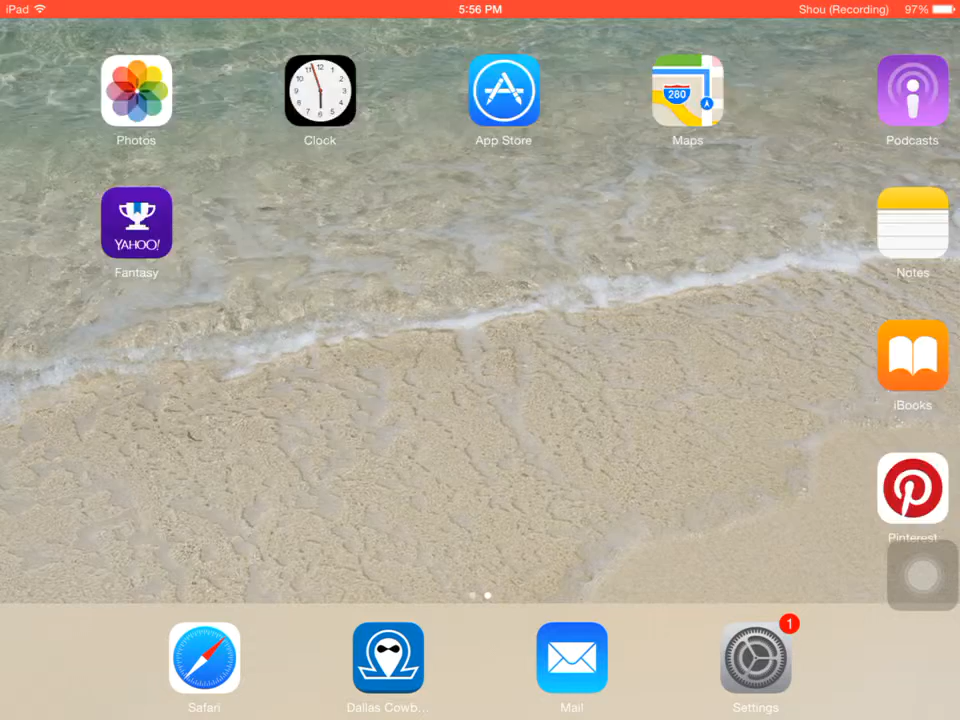 iPad 5:56 PM Shou (Recording) 97%
Photos Clock App Store Maps Podcasts
280
YAHOO!
Fantasy Notes
iBooks
Pinterest
1
Safari Dallas Cowb... Mail Settings